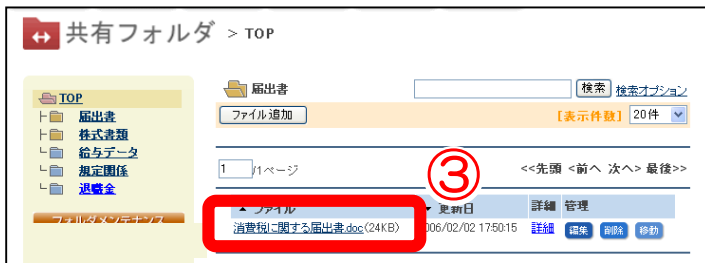 共有フォルダ > TOP
TOP
届出書
株式書類
給与データ
規定関係
退職金
フォルダメンテナンス
届出書
検索 検索オプション
ファイル追加
[表示件数] 20件
1 /1ページ
<<先頭 <前へ 次へ> 最後>>
③
▲ ファイル ▼ 更新日 詳細 管理
消費税に関する届出書.doc(24KB) 006/02/02 17:50:15 詳細 編集 削除 移動